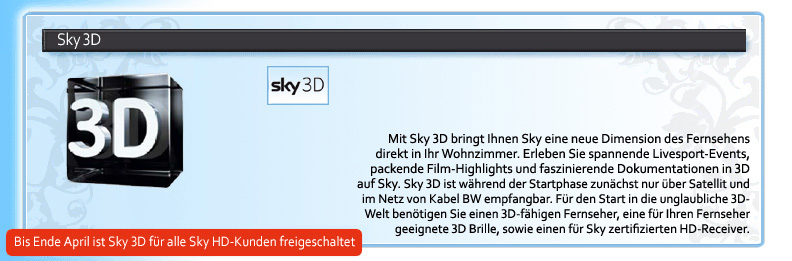 Sky 3D
3D
sky3D
Mit Sky 3D bringt Ihnen Sky eine neue Dimension des Fernsehens
direkt in Ihr Wohnzimmer. Erleben Sie spannende Livesport-Events,
packende Film-Highlights und faszinierende Dokumentationen in 3D
auf Sky. Sky 3D ist während der Startphase zunächst nur über Satellit und
im Netz von Kabel BW empfangbar. Für den Start in die unglaubliche 3D-
Welt benötigen Sie einen 3D-fähigen Fernseher, eine für Ihren Fernseher
geeignete 3D Brille, sowie einen für Sky zertifizierten HD-Receiver.
Bis Ende April ist Sky 3D für alle Sky HD-Kunden freigeschaltet